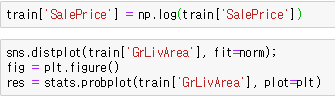 train['SalePrice'] = np.log(train['SalePrice'])
sns.distplot(train['GrLivArea'], fit=norm);
fig = plt.figure()
res = stats.probplot(train['GrLivArea'], plot=plt)